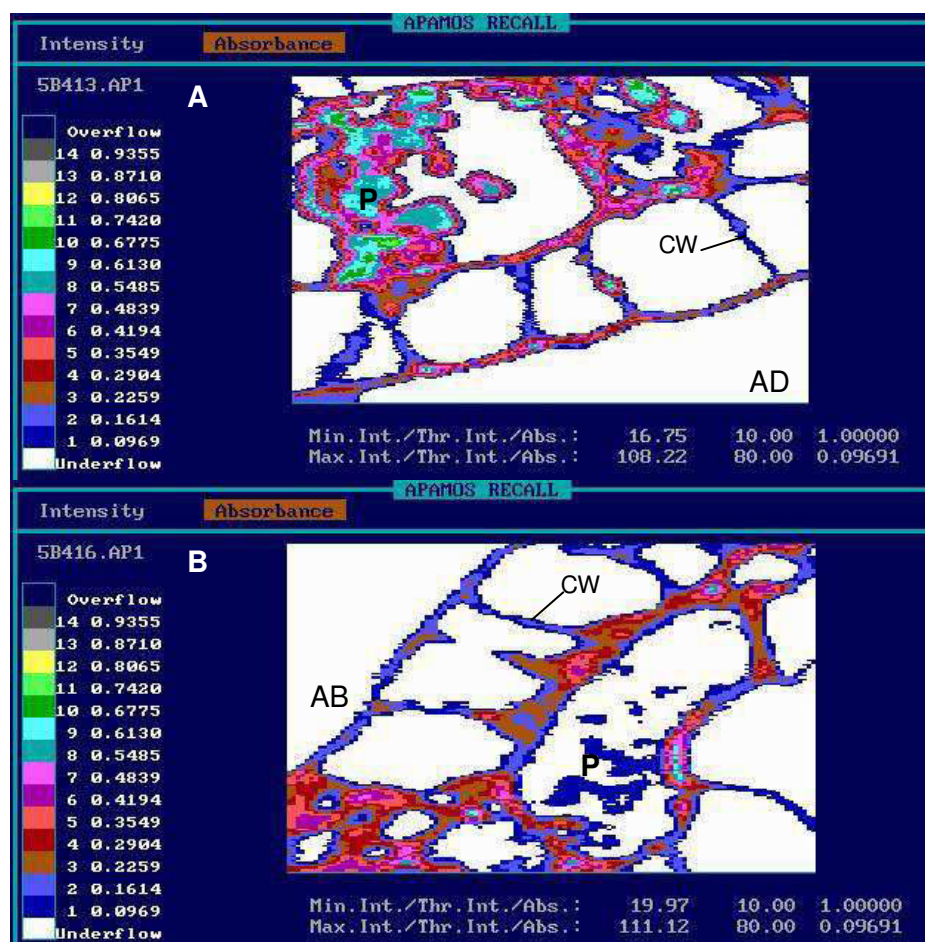 APAMOS RECALL
Intensity Absorbance
5B413.AP1
A
Overflow
14 0.9355
13 0.8710
12 0.8065
11 0.7420
10 0.6775
9 0.6130
8 0.5485
7 0.4839
6 0.4194
5 0.3549
4 0.2904
3 0.2259
2 0.1614
1 0.0969
Underflow
P
CW
AD
Min.Int./Thr.Int./Abs.: 16.75 10.00 1.00000
Max.Int./Thr.Int./Abs.: 108.22 80.00 0.09691
APAMOS RECALL
Intensity Absorbance
5B416.AP1
B
Overflow
14 0.9355
13 0.8710
12 0.8065
11 0.7420
10 0.6775
9 0.6130
8 0.5485
7 0.4839
6 0.4194
5 0.3549
4 0.2904
3 0.2259
2 0.1614
1 0.0969
Underflow
CW
AB
P
Min.Int./Thr.Int./Abs.: 19.97 10.00 1.00000
Max.Int./Thr.Int./Abs.: 111.12 80.00 0.09691